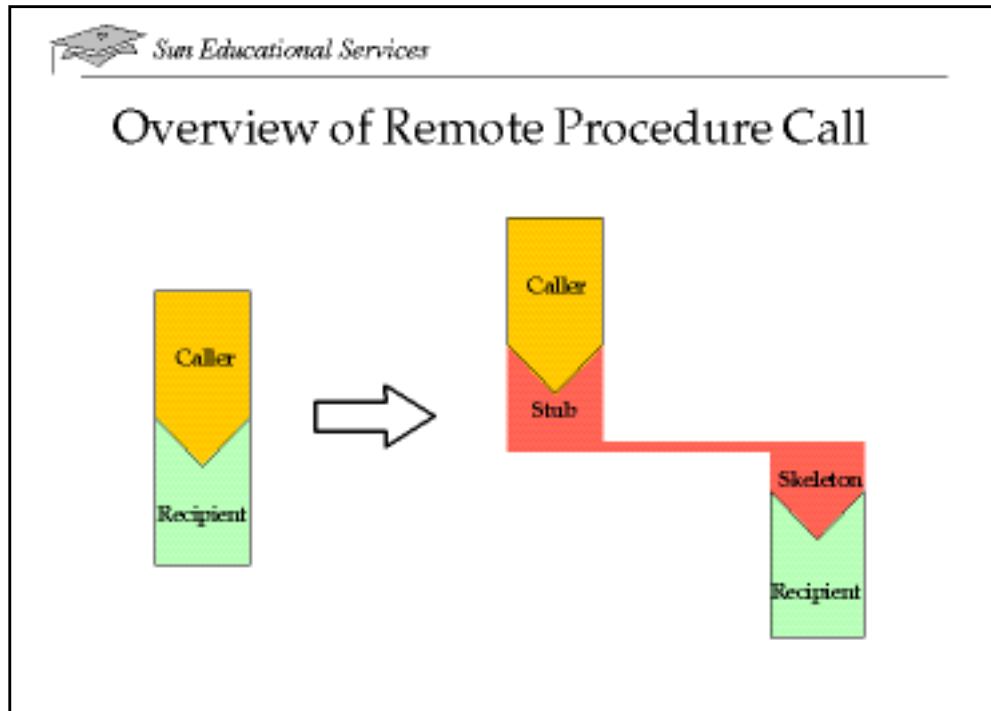 Sun Educational Services
Overview of Remote Procedure Call
Caller
Recipient
Caller
Stub
Skeleton
Recipient